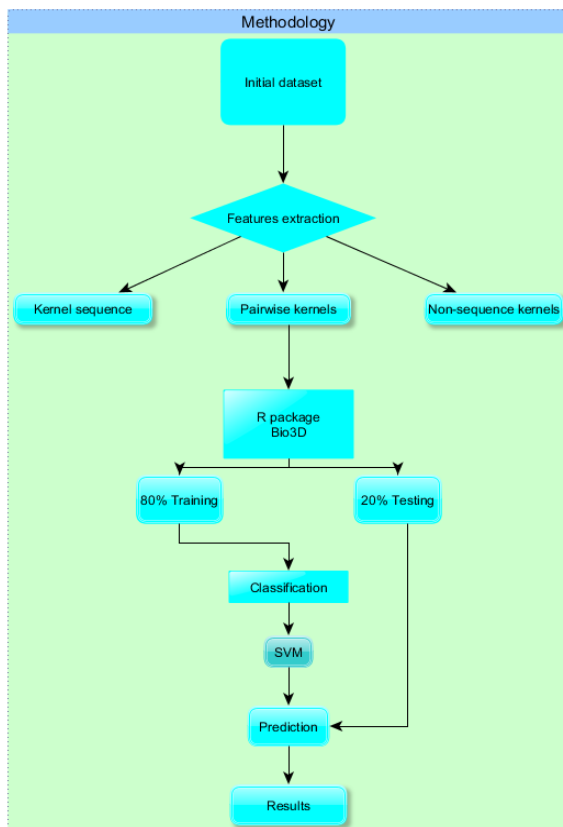 Methodology
Initial dataset
Features extraction
Kernel sequence
Pairwise kernels
Non-sequence kernels
R package
Bio3D
80% Training
20% Testing
Classification
SVM
Prediction
Results